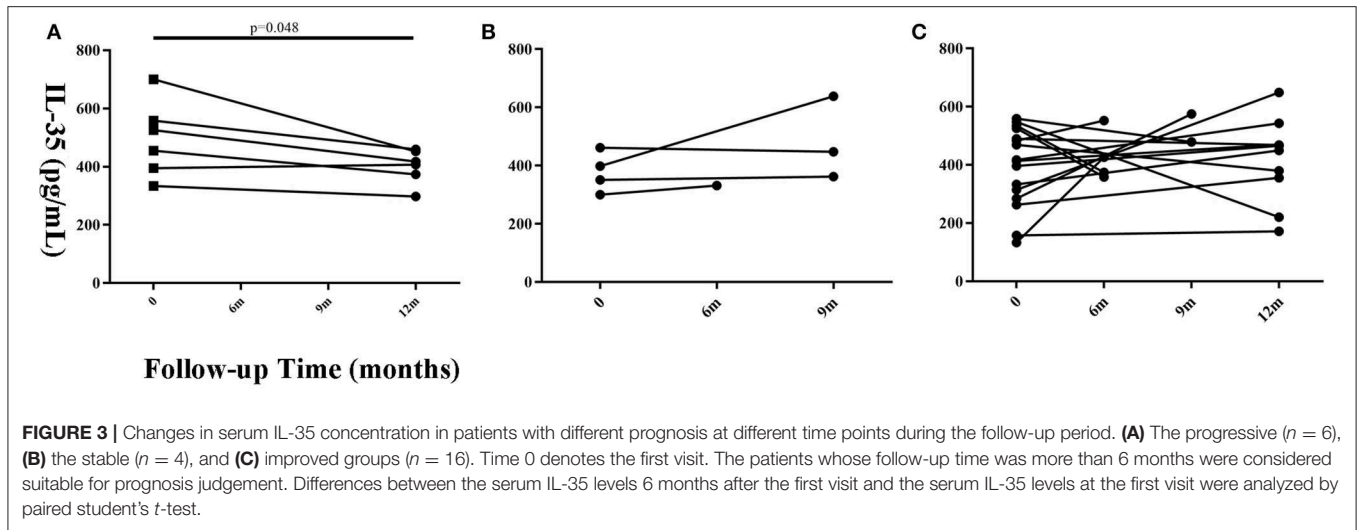 A
p=0.048
800
600
400
200
0
IL-35 (pg/mL)
0
6m
9m
12m
Follow-up Time (months)
B
800
600
400
200
0
0
6m
9m
C
800
600
400
200
0
0
6m
9m
12m
FIGURE 3 | Changes in serum IL-35 concentration in patients with different prognosis at different time points during the follow-up period. (A) The progressive (n = 6),
(B) the stable (n = 4), and (C) improved groups (n = 16). Time 0 denotes the first visit. The patients whose follow-up time was more than 6 months were considered
suitable for prognosis judgement. Differences between the serum IL-35 levels 6 months after the first visit and the serum IL-35 levels at the first visit were analyzed by
paired student's t-test.